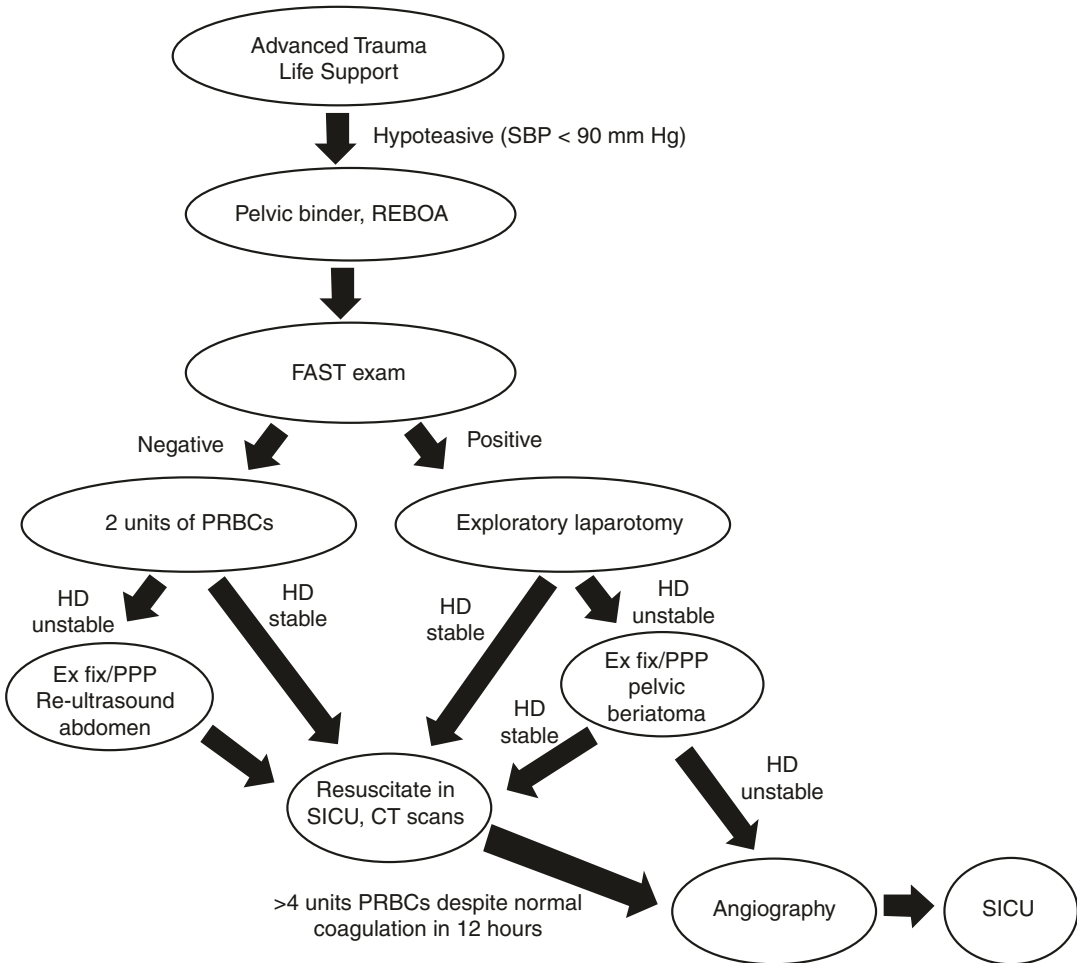 Advanced Trauma
Life Support
Hypoteasive (SBP < 90 mm Hg)
Pelvic binder, REBOA
FAST exam
Negative
Positive
2 units of PRBCs
Exploratory laparotomy
HD
unstable
HD
stable
HD
stable
HD
unstable
Ex fix/PPP
Re-ultrasound
abdomen
Ex fix/PPP
pelvic
beriatoma
HD
stable
HD
unstable
Resuscitate in
SICU, CT scans
>4 units PRBCs despite normal
coagulation in 12 hours
Angiography
SICU